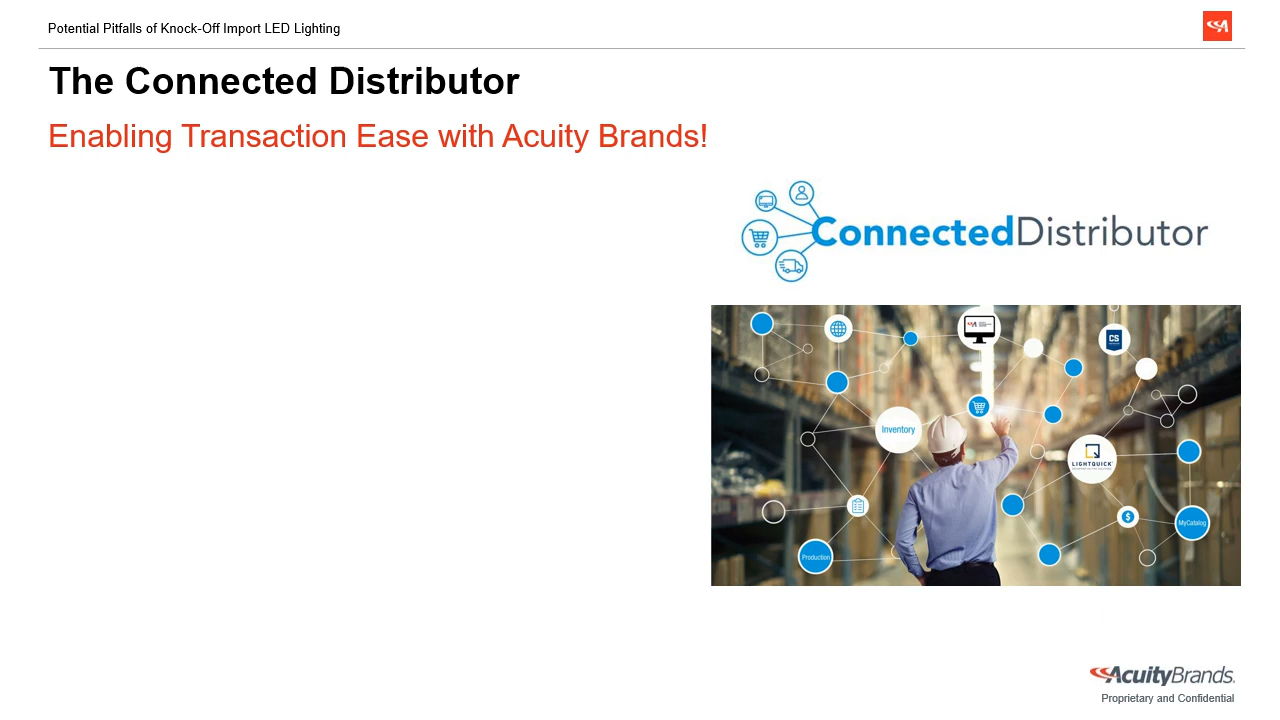 Potential Pitfalls of Knock-Off Import LED Lighting
The Connected Distributor
Enabling Transaction Ease with Acuity Brands!
ConnectedDistributor
CS
Inventory
LIGHTQUICK
$
MyCatalog
Production
AcuityBrands.
Proprietary and Confidential